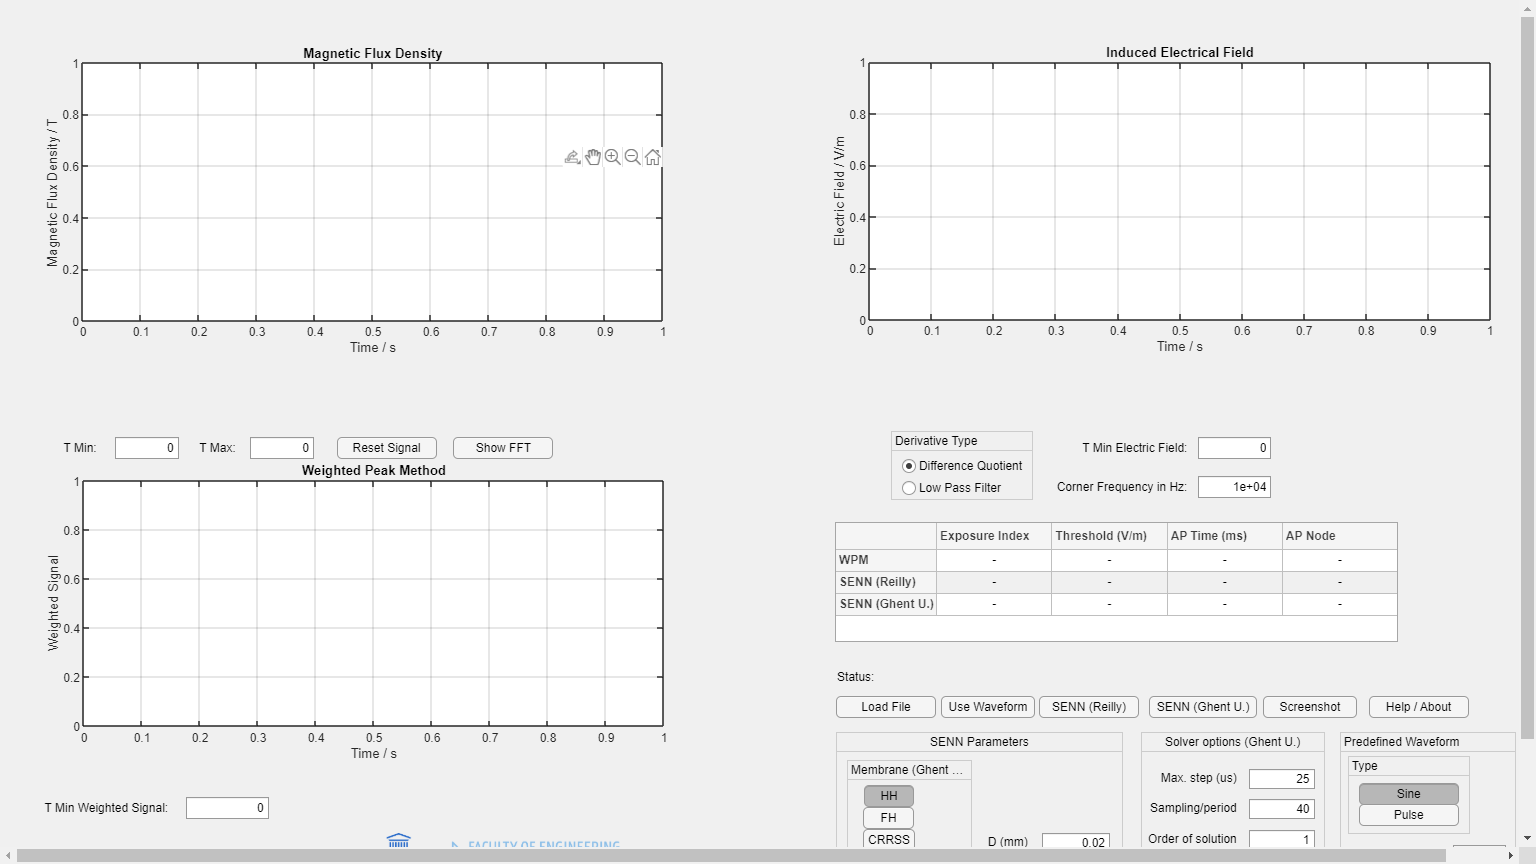 Magnetic Flux Density
1
0.8
0.6
0.4
0.2
0
Magnetic Flux Density / T
0 0.1 0.2 0.3 0.4 0.5 0.6 0.7 0.8 0.9 1
Time / s
Induced Electrical Field
1
0.8
0.6
0.4
0.2
0
Electric Field / V/m
0 0.1 0.2 0.3 0.4 0.5 0.6 0.7 0.8 0.9 1
Time / s
T Min: 0 T Max: 0 Reset Signal Show FFT
Weighted Peak Method
1
0.8
0.6
0.4
0.2
0
Weighted Signal
0 0.1 0.2 0.3 0.4 0.5 0.6 0.7 0.8 0.9 1
Time / s
T Min Weighted Signal: 0
FACULTY OF ENGINEERING
Derivative Type
Difference Quotient
Low Pass Filter
T Min Electric Field: 0
Corner Frequency in Hz: 1e+04
Exposure Index Threshold (V/m) AP Time (ms) AP Node
WPM - - - -
SENN (Reilly) - - - -
SENN (Ghent U.) - - - -
Status:
Load File Use Waveform SENN (Reilly) SENN (Ghent U.) Screenshot Help / About
SENN Parameters
Membrane (Ghent ...
HH
FH
CRRSS
D (mm) 0.02
Solver options (Ghent U.)
Max. step (us) 25
Sampling/period 40
Order of solution 1
Predefined Waveform
Type
Sine
Pulse